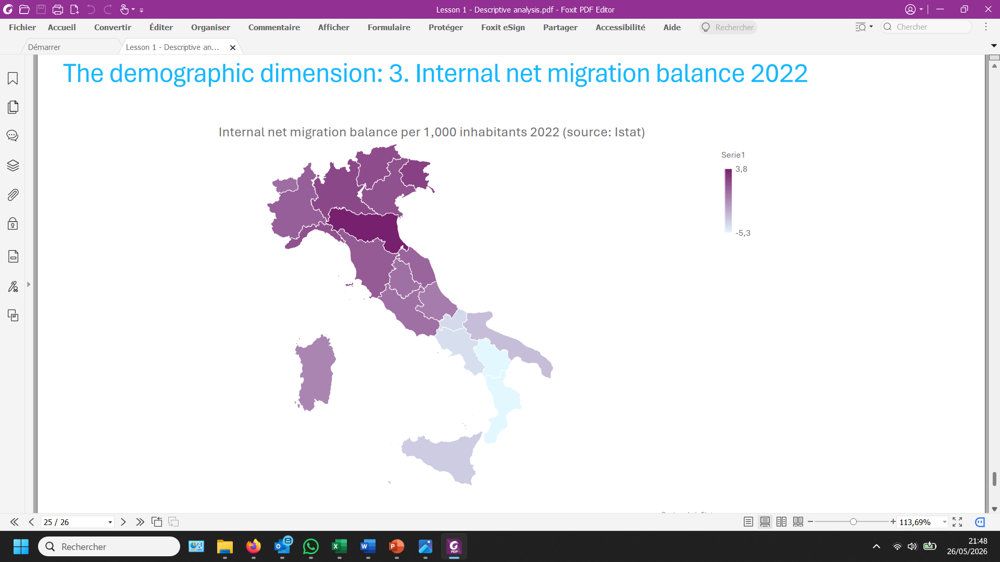 Lesson 1 - Descriptive analysis.pdf - Foxit PDF Editor
Fichier Accueil Convertir Éditer Organiser Commentaire Afficher Formulaire Protéger Foxit eSign Partager Accessibilité Aide Rechercher. Chercher
Démarrer Lesson 1 - Descriptive an...
The demographic dimension: 3. Internal net migration balance 2022
Internal net migration balance per 1,000 inhabitants 2022 (source: Istat)
Serie1
3,8
-5,3
25 / 26
113,69%
Rechercher
21:48
26/05/2026